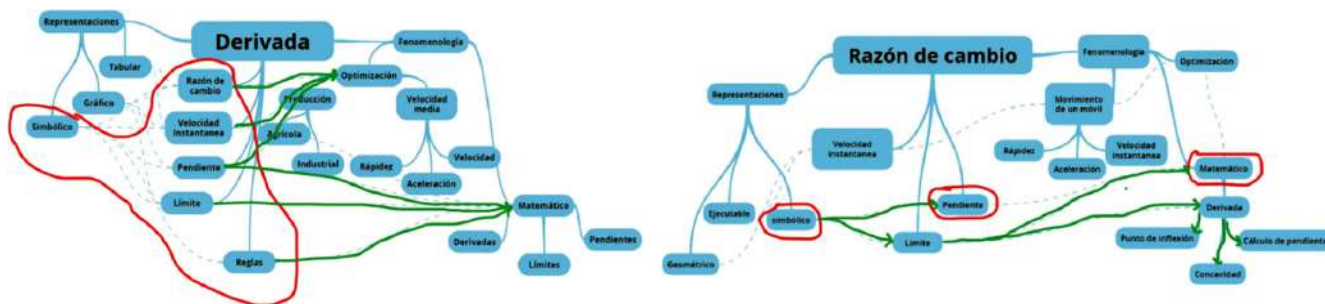 Derivada
Representaciones
Fenomenología
Tabular
Razón de
cambio
Optimización
Gráfico
Producción
Velocidad
media
Simbólico
Velocidad
Instantanea
Agrícola
Pendiente
Industrial
Rápidez
Velocidad
Aceleración
Límite
Matemático
Derivadas
Pendientes
Reglas
Límites
Razón de cambio
Fenomenología
Optimización
Representaciones
Movimiento
de un móvil
Velocidad
instantanea
Rápidez
Velocidad
instantanea
Aceleracion
Matemático
Ejecutable
simbólico
Pendiente
Derivada
Límite
Punto de inflexión
Cálculo de pendiente
Geométrico
Concavidad